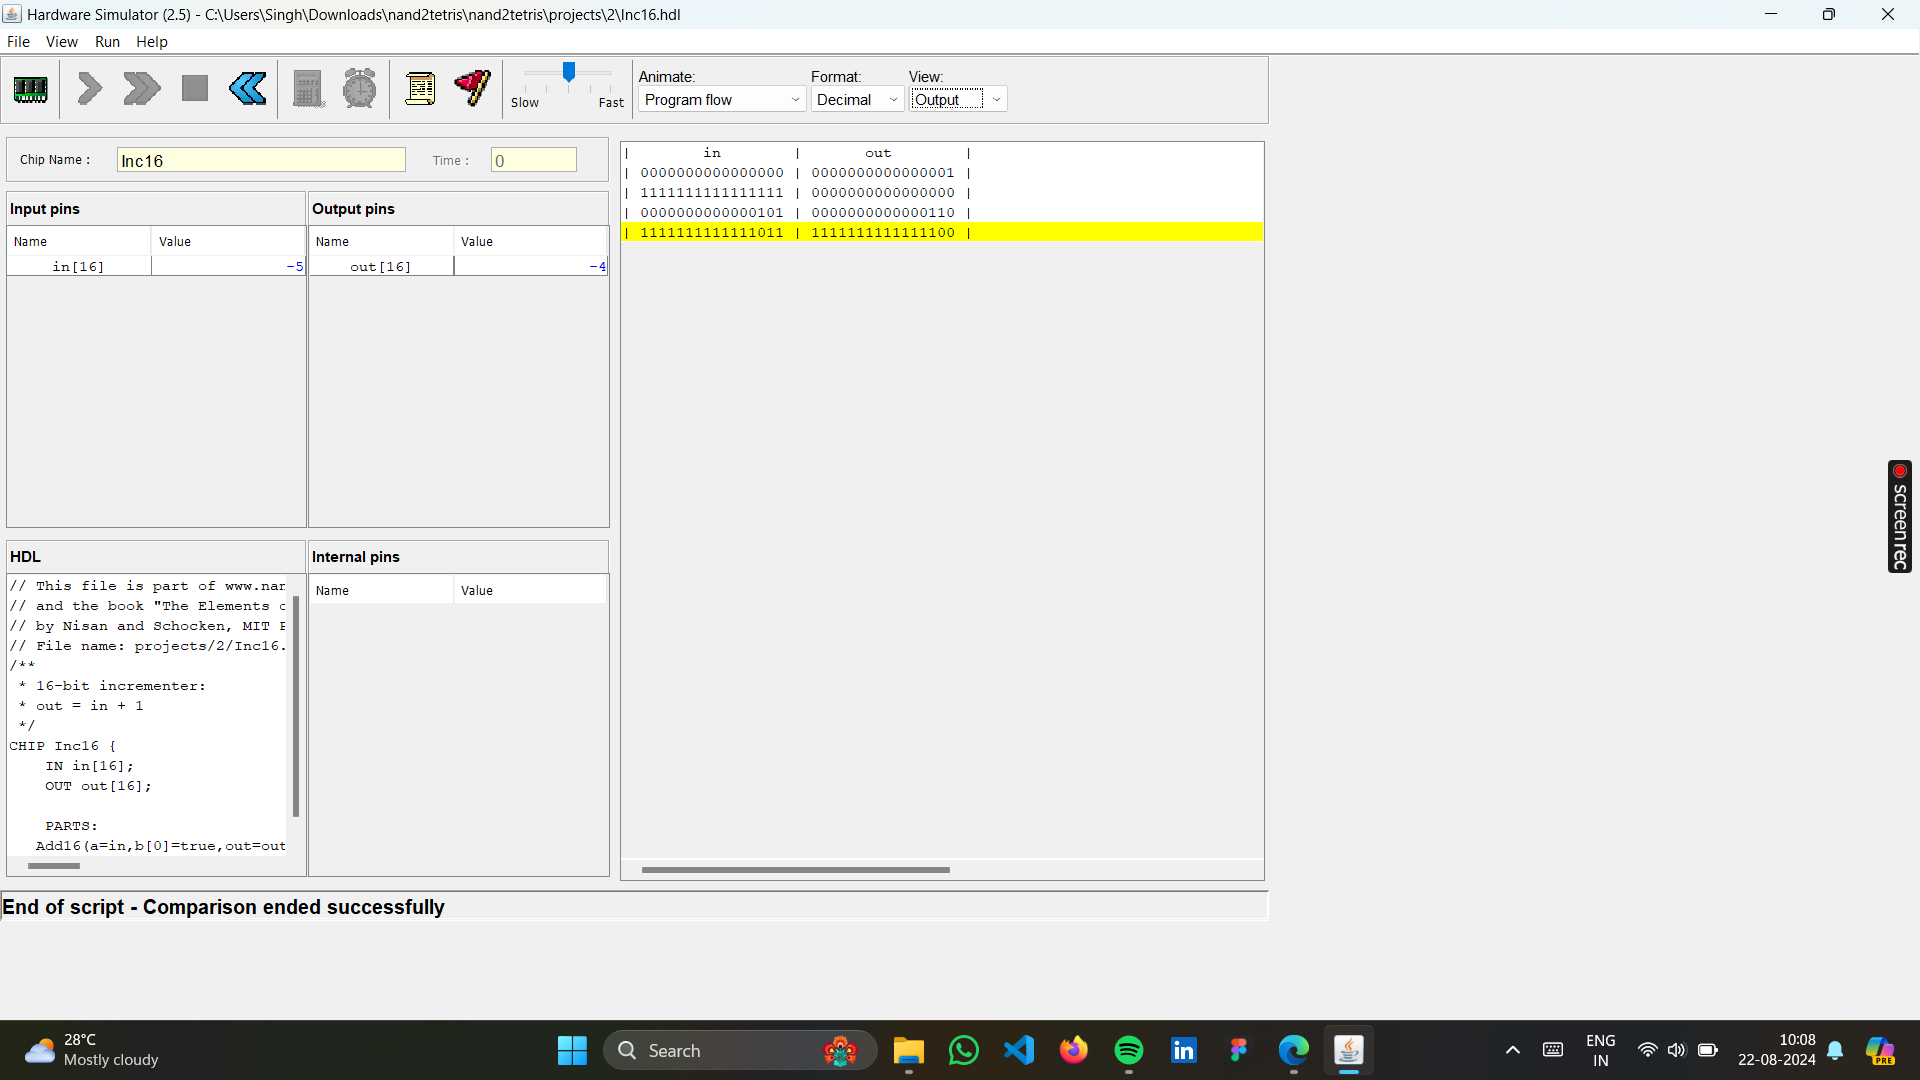 Hardware Simulator (2.5) - C:\Users\Singh\Downloads\nand2tetris\nand2tetris\projects\2\Inc16.hdl
File View Run Help
Slow Fast
Animate: Format: View:
Program flow Decimal Output
Chip Name : Inc16 Time : 0
Input pins
Name Value
in[16] -5
Output pins
Name Value
out[16] -4
| in | out |
| 0000000000000000 | 0000000000000001 |
| 1111111111111111 | 0000000000000000 |
| 0000000000000101 | 0000000000000110 |
| 1111111111111011 | 1111111111111100 |
HDL
// This file is part of www.nan
// and the book "The Elements o
// by Nisan and Schocken, MIT P
// File name: projects/2/Inc16.
/**
* 16-bit incrementer:
* out = in + 1
*/
CHIP Inc16 {
IN in[16];
OUT out[16];
PARTS:
Add16(a=in,b[0]=true,out=out
Internal pins
Name Value
End of script - Comparison ended successfully
screenrec
28°C
Mostly cloudy
Search
ENG
IN
10:08
22-08-2024
PRE